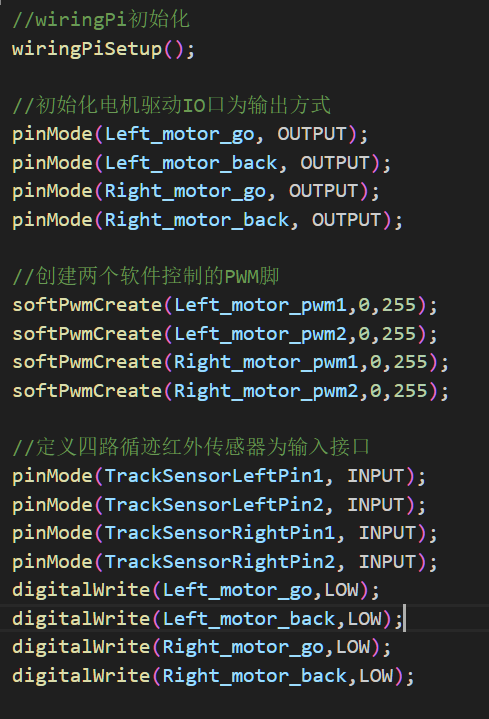 //wiringPi初始化
wiringPiSetup();
//初始化电机驱动IO口为输出方式
pinMode(Left_motor_go, OUTPUT);
pinMode(Left_motor_back, OUTPUT);
pinMode(Right_motor_go, OUTPUT);
pinMode(Right_motor_back, OUTPUT);
//创建两个软件控制的PWM脚
softPwmCreate(Left_motor_pwm1,0,255);
softPwmCreate(Left_motor_pwm2,0,255);
softPwmCreate(Right_motor_pwm1,0,255);
softPwmCreate(Right_motor_pwm2,0,255);
//定义四路循迹红外传感器为输入接口
pinMode(TrackSensorLeftPin1, INPUT);
pinMode(TrackSensorLeftPin2, INPUT);
pinMode(TrackSensorRightPin1, INPUT);
pinMode(TrackSensorRightPin2, INPUT);
digitalWrite(Left_motor_go,LOW);
digitalWrite(Left_motor_back,LOW);
digitalWrite(Right_motor_go,LOW);
digitalWrite(Right_motor_back,LOW);